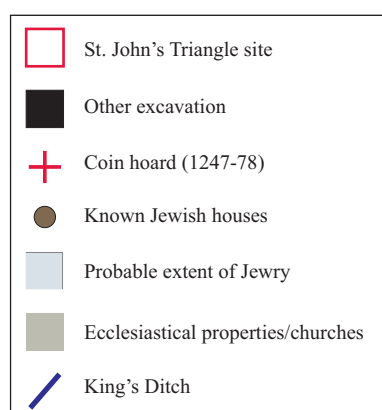 St. John’s Triangle site
Other excavation
Coin hoard (1247-78)
Known Jewish houses
Probable extent of Jewry
Ecclesiastical properties/churches
King’s Ditch